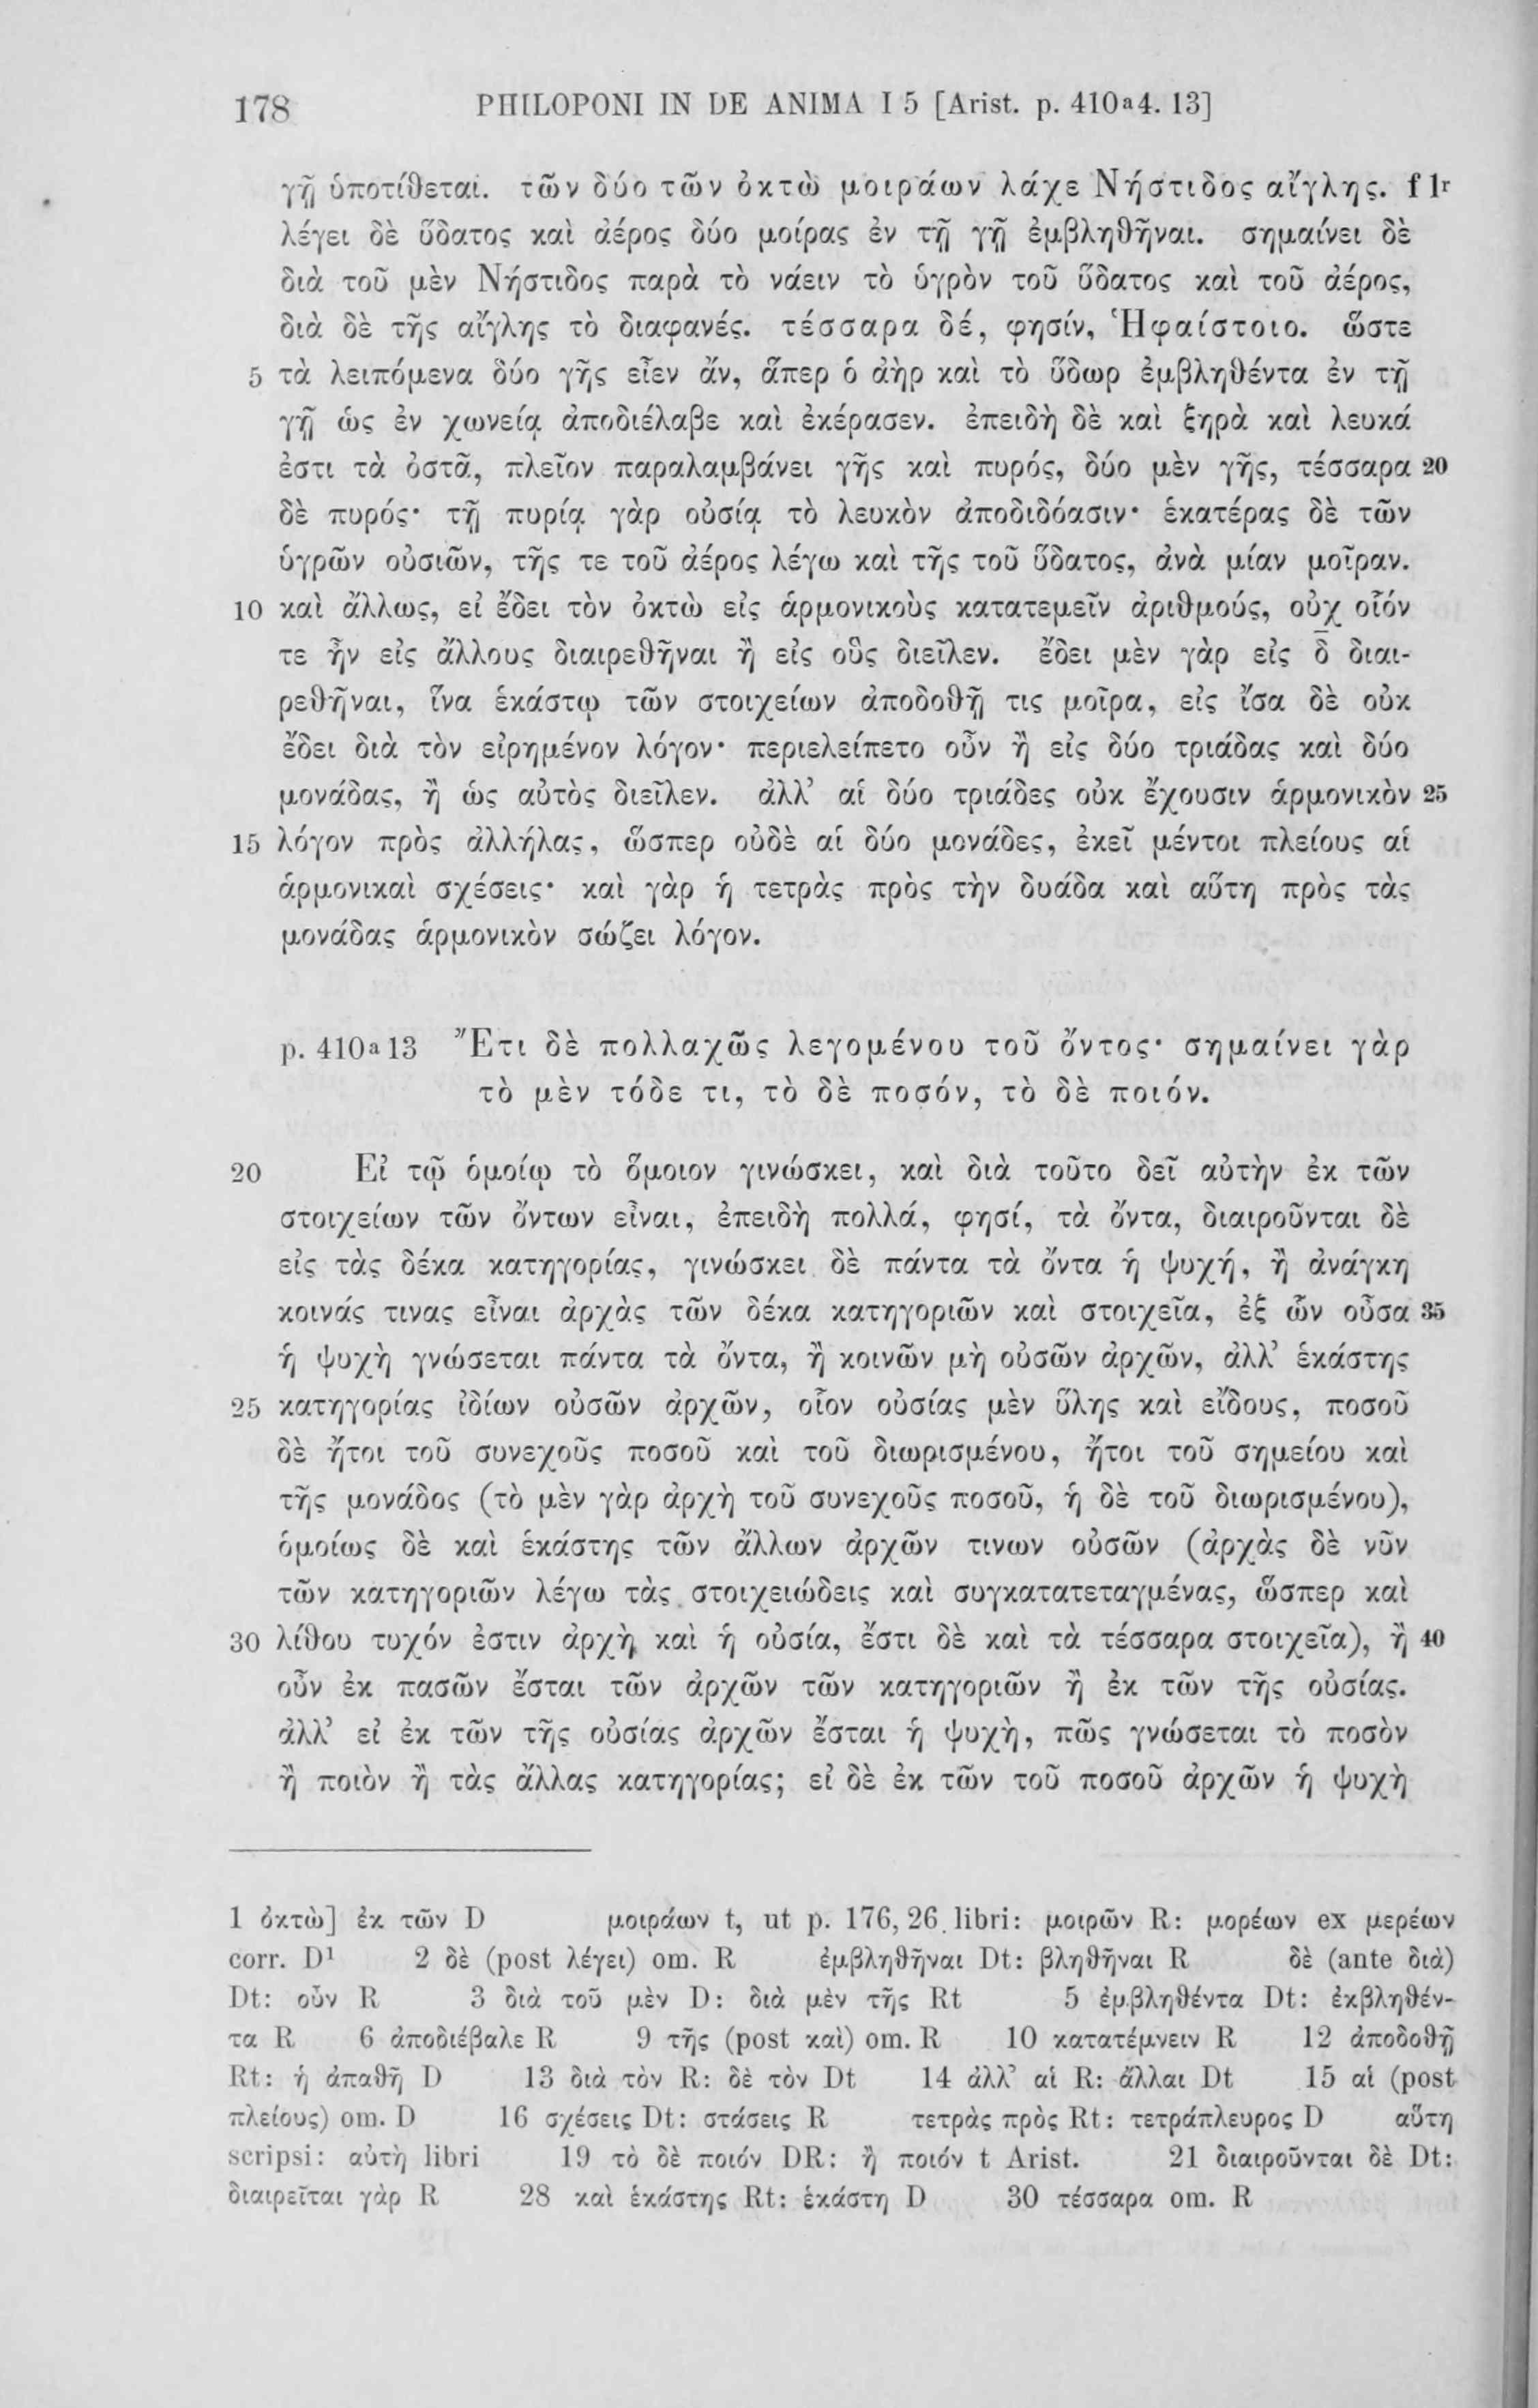 178 PHILOPONI IN DE ANIMA I 5 [Arist. p. 410a4. 13]
γῇ ὑποτίθεται. τῶν δύο τῶν ὀκτὼ μοιράων λάχε Νήστιδος αἴγλης. f 1r
λέγει δὲ ὕδατος καὶ ἀέρος δύο μοίρας ἐν τῇ γῇ ἐμβληθῆναι. σημαίνει δὲ
διὰ τοῦ μὲν Νήστιδος παρὰ τὸ νάειν τὸ ὑγρὸν τοῦ ὕδατος καὶ τοῦ ἀέρος,
διὰ δὲ τῆς αἴγλης τὸ διαφανές. τέσσαρα δέ, φησίν, Ἡφαίστοιο. ὥστε
5 τὰ λειπόμενα δύο γῆς εἶεν ἄν, ἅπερ ὁ ἀὴρ καὶ τὸ ὕδωρ ἐμβληθέντα ἐν τῇ
γῇ ὡς ἐν χωνείᾳ ἀποδιέλαβε καὶ ἐκέρασεν. ἐπειδὴ δὲ καὶ ξηρὰ καὶ λευκά
ἐστι τὰ ὀστᾶ, πλεῖον παραλαμβάνει γῆς καὶ πυρός, δύο μὲν γῆς, τέσσαρα 20
δὲ πυρός· τῇ πυρίᾳ γὰρ οὐσίᾳ τὸ λευκὸν ἀποδιδόασιν· ἑκατέρας δὲ τῶν
ὑγρῶν οὐσιῶν, τῆς τε τοῦ ἀέρος λέγω καὶ τῆς τοῦ ὕδατος, ἀνὰ μίαν μοῖραν.
10 καὶ ἄλλως, εἰ ἔδει τὸν ὀκτὼ εἰς ἁρμονικοὺς κατατεμεῖν ἀριθμούς, οὐχ οἷόν
τε ἦν εἰς ἄλλους διαιρεθῆναι ἢ εἰς οὓς διεῖλεν. ἔδει μὲν γὰρ εἰς δ̄ διαι-
ρεθῆναι, ἵνα ἑκάστῳ τῶν στοιχείων ἀποδοθῇ τις μοῖρα, εἰς ἴσα δὲ οὐκ
ἔδει διὰ τὸν εἰρημένον λόγον· περιελείπετο οὖν ἢ εἰς δύο τριάδας καὶ δύο
μονάδας, ἢ ὡς αὐτὸς διεῖλεν. ἀλλ’ αἱ δύο τριάδες οὐκ ἔχουσιν ἁρμονικὸν 25
15 λόγον πρὸς ἀλλήλας, ὥσπερ οὐδὲ αἱ δύο μονάδες, ἐκεῖ μέντοι πλείους αἱ
ἁρμονικαὶ σχέσεις· καὶ γὰρ ἡ τετρὰς πρὸς τὴν δυάδα καὶ αὕτη πρὸς τὰς
μονάδας ἁρμονικὸν σώζει λόγον.
p. 410a13 Ἔτι δὲ πολλαχῶς λεγομένου τοῦ ὄντος· σημαίνει γὰρ
τὸ μὲν τόδε τι, τὸ δὲ ποσόν, τὸ δὲ ποιόν.
20 Εἰ τῷ ὁμοίῳ τὸ ὅμοιον γινώσκει, καὶ διὰ τοῦτο δεῖ αὐτὴν ἐκ τῶν
στοιχείων τῶν ὄντων εἶναι, ἐπειδὴ πολλά, φησί, τὰ ὄντα, διαιροῦνται δὲ
εἰς τὰς δέκα κατηγορίας, γινώσκει δὲ πάντα τὰ ὄντα ἡ ψυχή, ἢ ἀνάγκη
κοινάς τινας εἶναι ἀρχὰς τῶν δέκα κατηγοριῶν καὶ στοιχεῖα, ἐξ ὧν οὖσα 35
ἡ ψυχὴ γνώσεται πάντα τὰ ὄντα, ἢ κοινῶν μὴ οὐσῶν ἀρχῶν, ἀλλ’ ἑκάστης
25 κατηγορίας ἰδίων οὐσῶν ἀρχῶν, οἷον οὐσίας μὲν ὕλης καὶ εἴδους, ποσοῦ
δὲ ἤτοι τοῦ συνεχοῦς ποσοῦ καὶ τοῦ διωρισμένου, ἤτοι τοῦ σημείου καὶ
τῆς μονάδος (τὸ μὲν γὰρ ἀρχὴ τοῦ συνεχοῦς ποσοῦ, ἡ δὲ τοῦ διωρισμένου),
ὁμοίως δὲ καὶ ἑκάστης τῶν ἄλλων ἀρχῶν τινων οὐσῶν (ἀρχὰς δὲ νῦν
τῶν κατηγοριῶν λέγω τὰς στοιχειώδεις καὶ συγκατατεταγμένας, ὥσπερ καὶ
30 λίθου τυχόν ἐστιν ἀρχὴ καὶ ἡ οὐσία, ἔστι δὲ καὶ τὰ τέσσαρα στοιχεῖα), ἢ 40
οὖν ἐκ πασῶν ἔσται τῶν ἀρχῶν τῶν κατηγοριῶν ἢ ἐκ τῶν τῆς οὐσίας.
ἀλλ’ εἰ ἐκ τῶν τῆς οὐσίας ἀρχῶν ἔσται ἡ ψυχὴ, πῶς γνώσεται τὸ ποσὸν
ἢ ποιὸν ἢ τὰς ἄλλας κατηγορίας; εἰ δὲ ἐκ τῶν τοῦ ποσοῦ ἀρχῶν ἡ ψυχὴ
1 ὀκτὼ] ἐκ τῶν D μοιράων t, ut p. 176, 26 libri: μοιρῶν R: μορέων ex μερέων
corr. D1 2 δὲ (post λέγει) om. R ἐμβληθῆναι Dt: βληθῆναι R δὲ (ante διὰ)
Dt: οὖν R 3 διὰ τοῦ μὲν D: διὰ μὲν τῆς Rt 5 ἐμβληθέντα Dt: ἐκβληθέν-
τα R 6 ἀποδιέβαλε R 9 τῆς (post καὶ) om. R 10 κατατέμνειν R 12 ἀποδοθῇ
Rt: ἡ ἀπαθῆ D 13 διὰ τὸν R: δὲ τὸν Dt 14 ἀλλ’ αἱ R: ἄλλαι Dt 15 αἱ (post
πλείους) om. D 16 σχέσεις Dt: στάσεις R τετρὰς πρὸς Rt: τετράπλευρος D αὕτη
scripsi: αὐτὴ libri 19 τὸ δὲ ποιόν DR: ἢ ποιόν t Arist. 21 διαιροῦνται δὲ Dt:
διαιρεῖται γὰρ R 28 καὶ ἑκάστης Rt: ἑκάστη D 30 τέσσαρα om. R